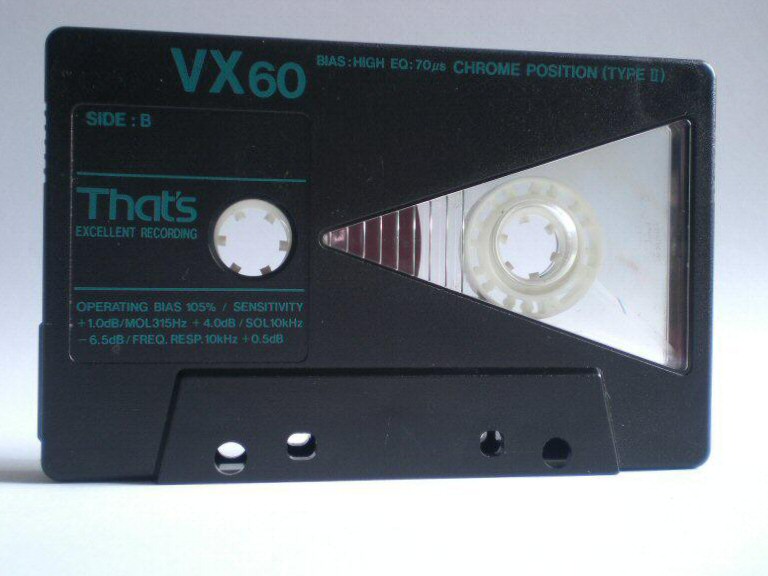 VX60 BIAS:HIGH EQ:70μs CHROME POSITION (TYPE II)
SIDE : B
That's
EXCELLENT RECORDING
OPERATING BIAS 105% / SENSITIVITY
+1.0dB/MOL315Hz +4.0dB/SOL10kHz
-6.5dB/FREQ. RESP.10kHz +0.5dB